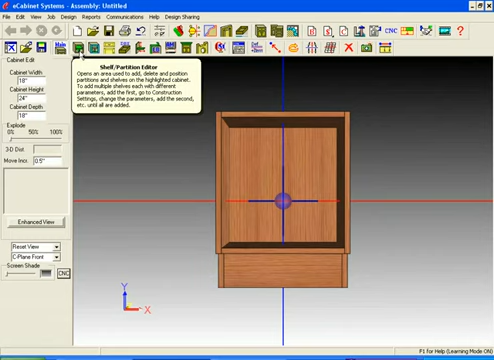 eCabinet Systems - Assembly: Untitled
File Edit View Job Design Reports Communications Help Design Sharing
CNC
Main
Cabinet Edit
Cabinet Width
18"
Cabinet Height
24"
Cabinet Depth
18"
Explode
0% 50% 100%
3-D Dist.
Move Incr. 0.5"
Enhanced View
Reset View
C-Plane Front
Screen Shade
CNC
Shelf/Partition Editor
Opens an area used to add, delete and position
partitions and shelves on the highlighted cabinet.
To add multiple shelves each with different
parameters, add the first, go to Construction
Settings, change the parameters, add the second,
etc. until all are added.
Y
X
F1 for Help (Learning Mode ON)